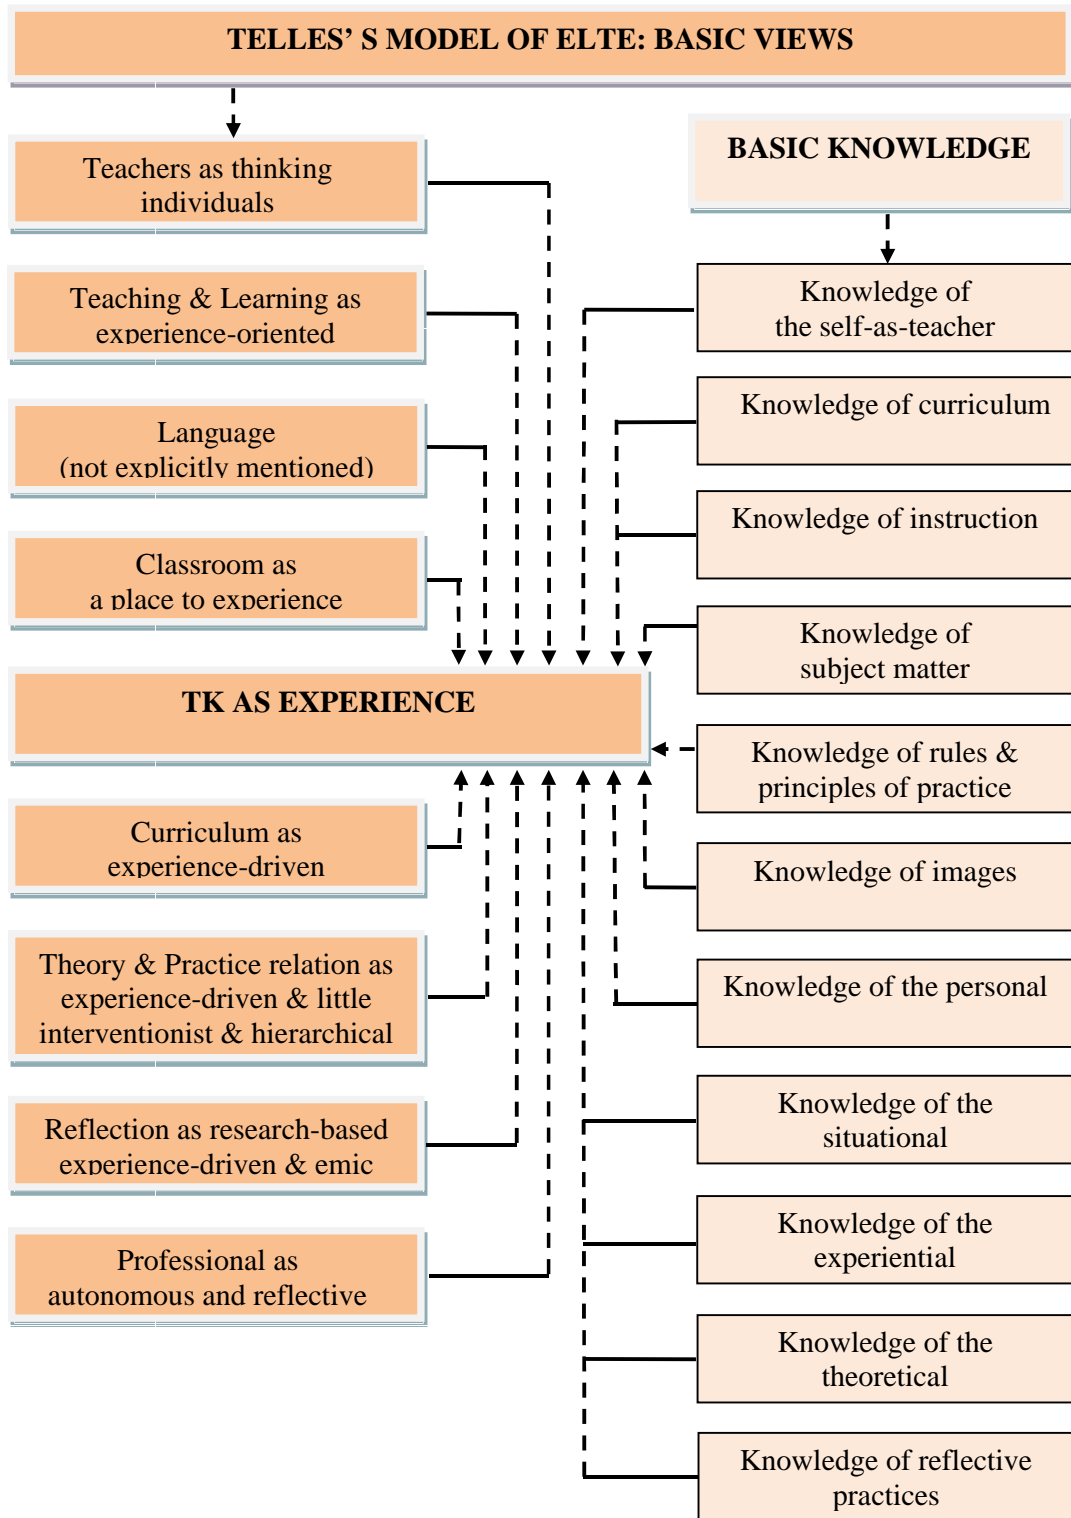 TELLES' S MODEL OF ELTE: BASIC VIEWS
Teachers as thinking
individuals
Teaching & Learning as
experience-oriented
Language
(not explicitly mentioned)
Classroom as
a place to experience
TK AS EXPERIENCE
Curriculum as
experience-driven
Theory & Practice relation as
experience-driven & little
interventionist & hierarchical
Reflection as research-based
experience-driven & emic
Professional as
autonomous and reflective
BASIC KNOWLEDGE
Knowledge of
the self-as-teacher
Knowledge of curriculum
Knowledge of instruction
Knowledge of
subject matter
Knowledge of rules &
principles of practice
Knowledge of images
Knowledge of the personal
Knowledge of the
situational
Knowledge of the
experiential
Knowledge of the
theoretical
Knowledge of reflective
practices